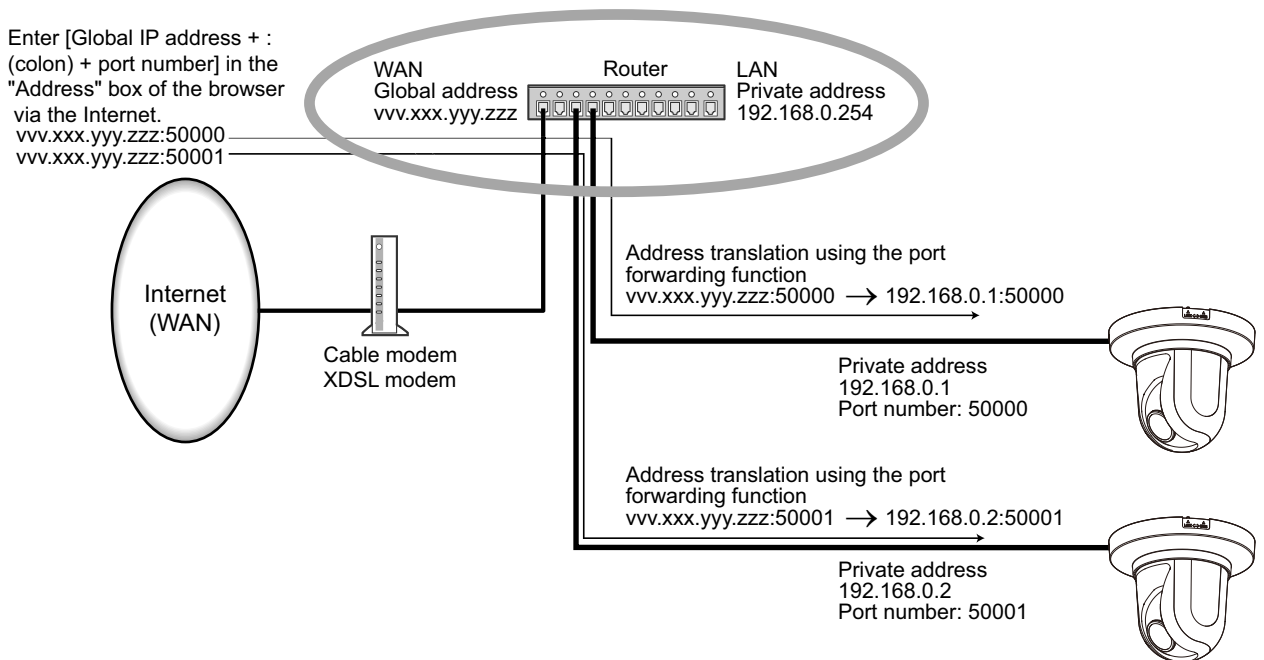 Enter [Global IP address + :
(colon) + port number] in the
"Address" box of the browser
via the Internet.
vvv.xxx.yyy.zzz:50000
vvv.xxx.yyy.zzz:50001
WAN
Global address
vvv.xxx.yyy.zzz
Router
LAN
Private address
192.168.0.254
Internet
(WAN)
Cable modem
XDSL modem
Address translation using the port
forwarding function
vvv.xxx.yyy.zzz:50000 → 192.168.0.1:50000
Private address
192.168.0.1
Port number: 50000
Address translation using the port
forwarding function
vvv.xxx.yyy.zzz:50001 → 192.168.0.2:50001
Private address
192.168.0.2
Port number: 50001